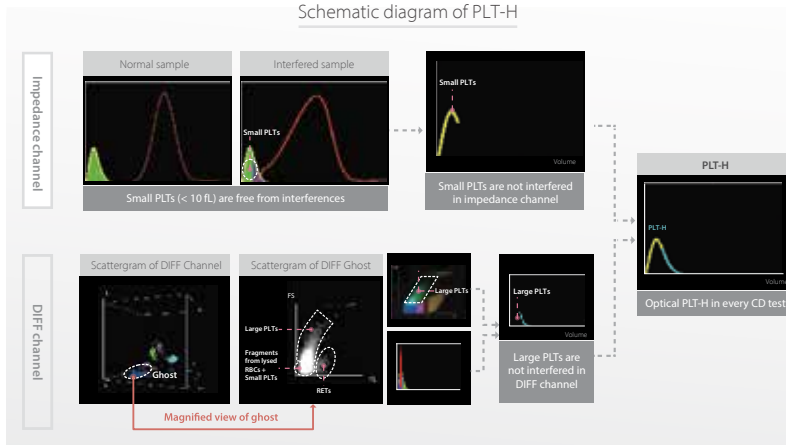 Schematic diagram of PLT-H
Impedance channel
Normal sample
Interfered sample
Small PLTs
Small PLTs (< 10 fL) are free from interferences
Small PLTs
Volume
Small PLTs are not interfered
in impedance channel
PLT-H
PLT-H
Volume
Optical PLT-H in every CD test
DIFF channel
Scattergram of DIFF Channel
Ghost
Scattergram of DIFF Ghost
FS
Large PLTs
Fragments
from lysed
RBCs +
Small PLTs
RETs
Magnified view of ghost
Large PLTs
Large PLTs
Volume
Large PLTs are
not interfered in
DIFF channel